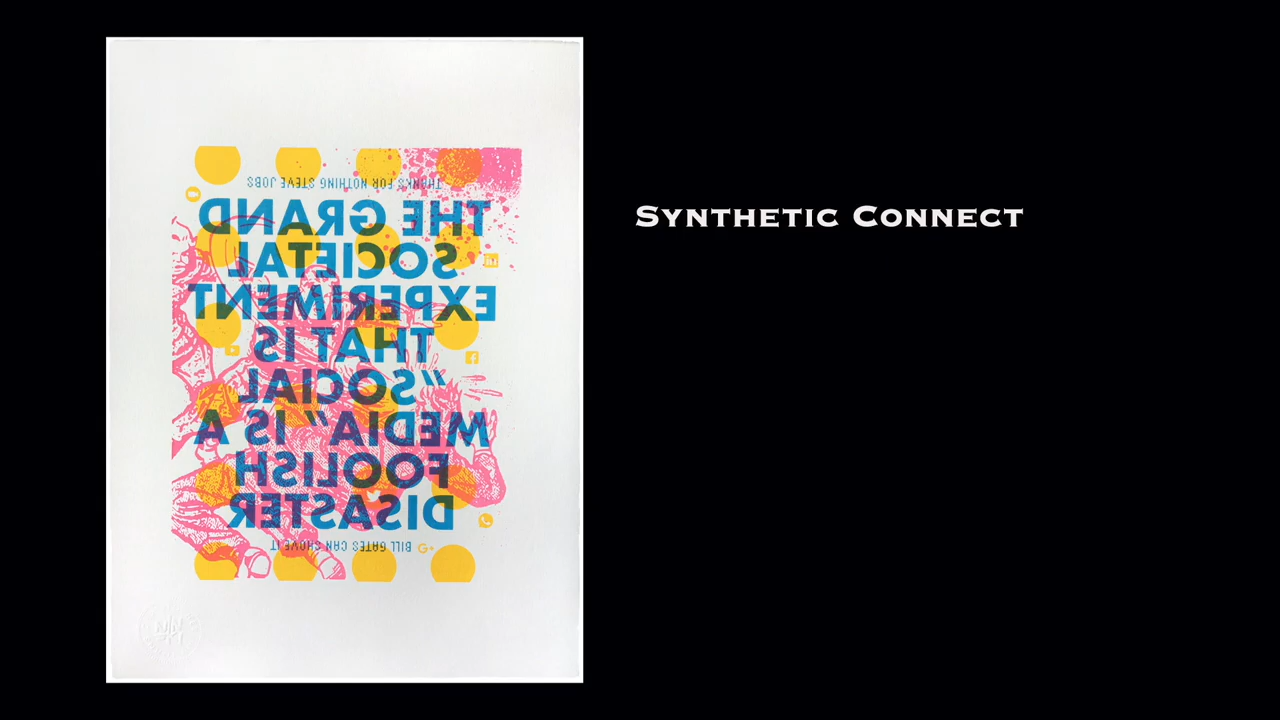 THANKS FOR NOTHING STEVE JOBS
THE GRAND
SOCIETAL
EXPERIMENT
THAT IS
"SOCIAL
MEDIA" IS A
FOOLISH
DISASTER
BILL GATES CAN SHOVE IT
G+
in
f
SYNTHETIC CONNECT